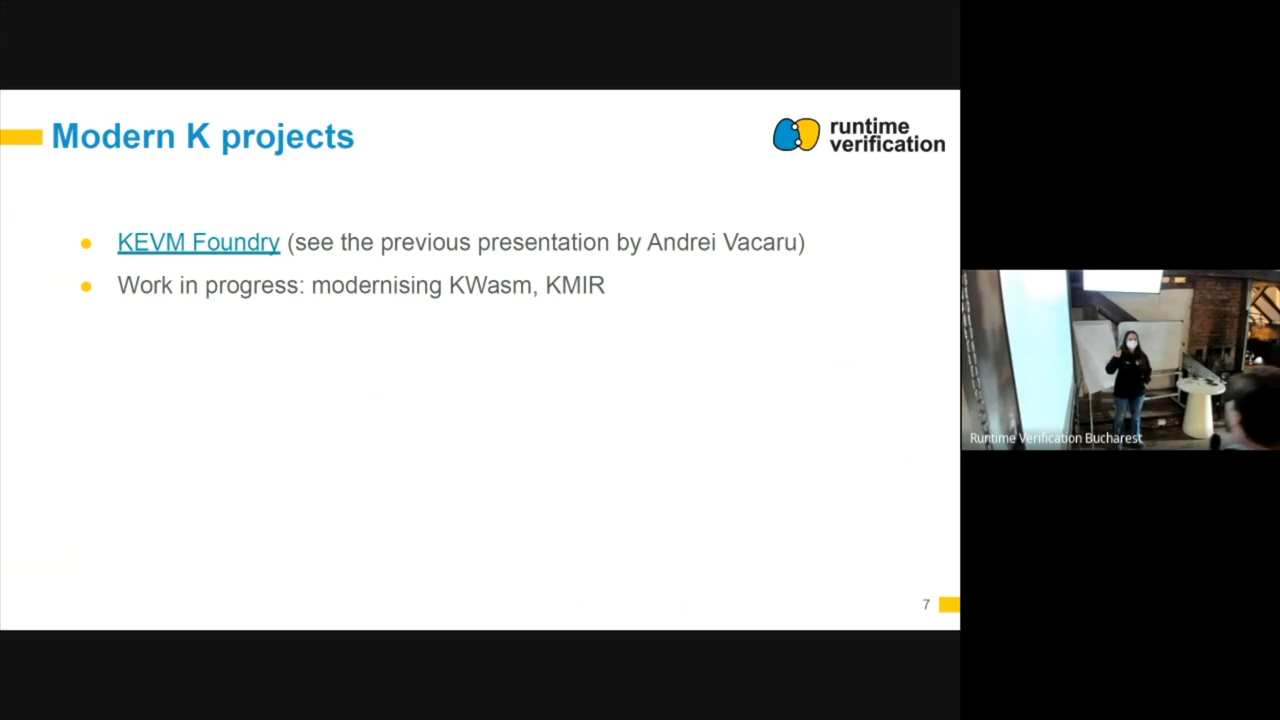 Modern K projects
runtime
verification
● KEVM Foundry (see the previous presentation by Andrei Vacaru)
● Work in progress: modernising KWasm, KMIR
7
Runtime Verification Bucharest